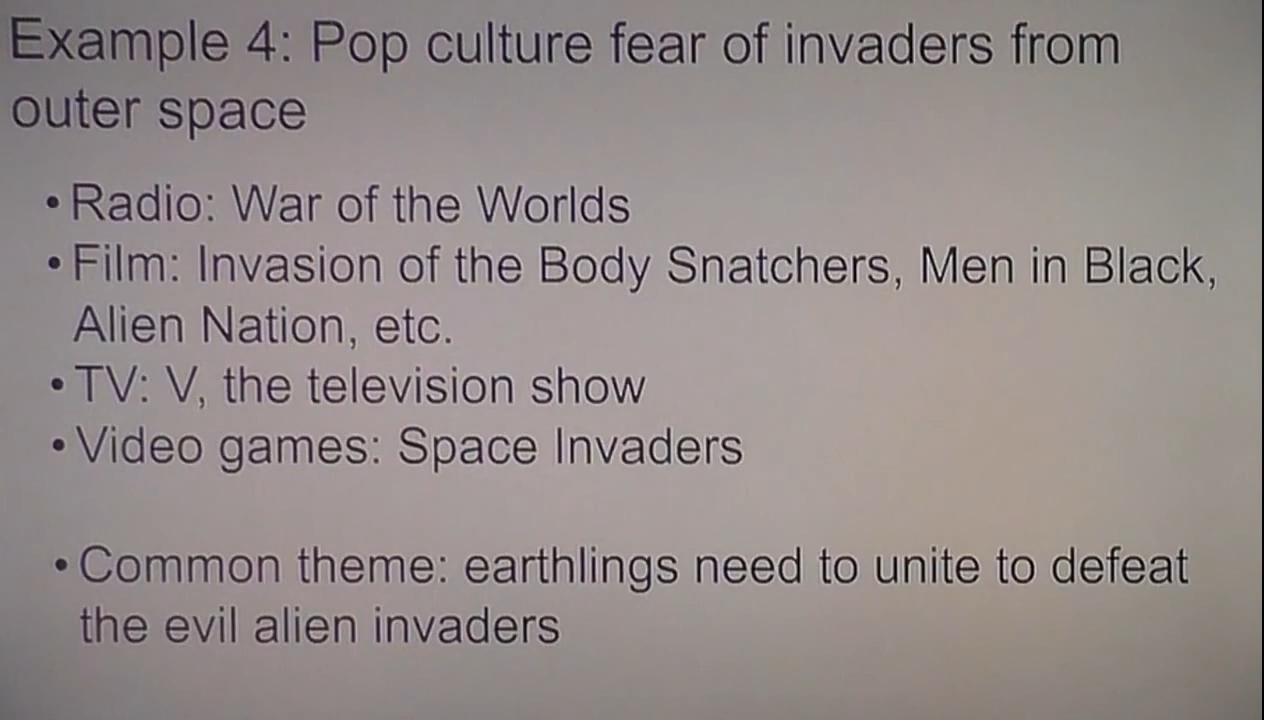 Example 4: Pop culture fear of invaders from
outer space
• Radio: War of the Worlds
• Film: Invasion of the Body Snatchers, Men in Black,
Alien Nation, etc.
• TV: V, the television show
• Video games: Space Invaders
• Common theme: earthlings need to unite to defeat
the evil alien invaders